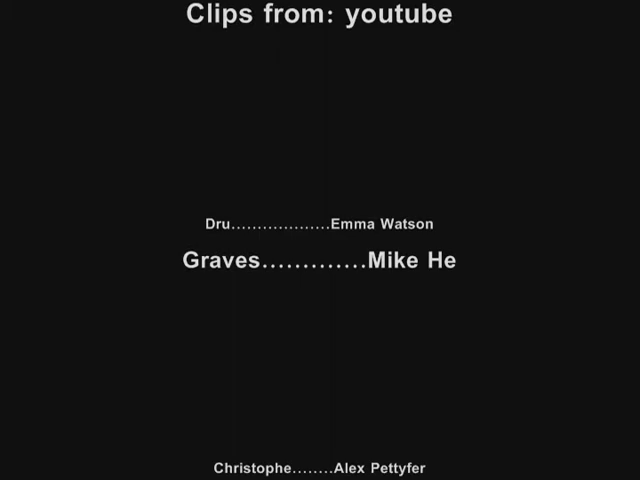 Clips from: youtube
Dru...................Emma Watson
Graves.............Mike He
Christophe........Alex Pettyfer